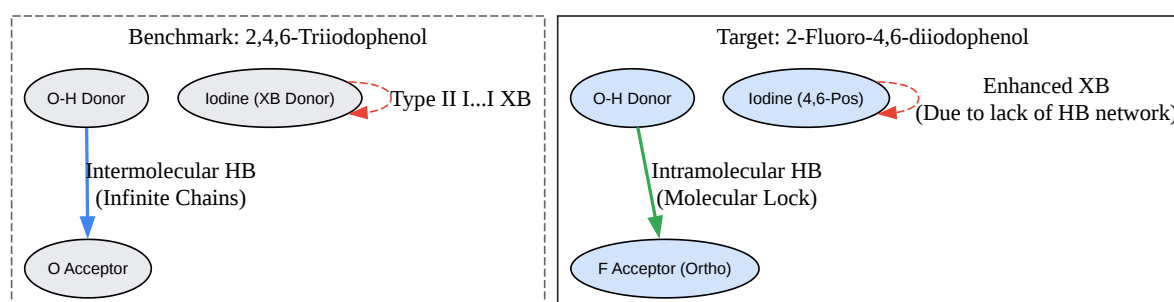 Benchmark: 2,4,6-Triiodophenol
O-H Donor
Iodine (XB Donor)
Type II I...I XB
Intermolecular HB
(Infinite Chains)
O Acceptor
Target: 2-Fluoro-4,6-diiodophenol
O-H Donor
Iodine (4,6-Pos)
Enhanced XB
(Due to lack of HB network)
Intramolecular HB
(Molecular Lock)
F Acceptor (Ortho)